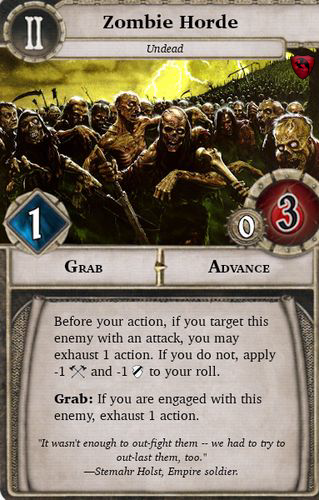 II
Zombie Horde
Undead
1
0
3
GRAB
ADVANCE
Before your action, if you target this
enemy with an attack, you may
exhaust 1 action. If you do not, apply
-1 and -1 to your roll.
Grab: If you are engaged with this
enemy, exhaust 1 action.
"It wasn't enough to out-fight them -- we had to try to
out-last them, too."
—Stemahr Holst, Empire soldier.